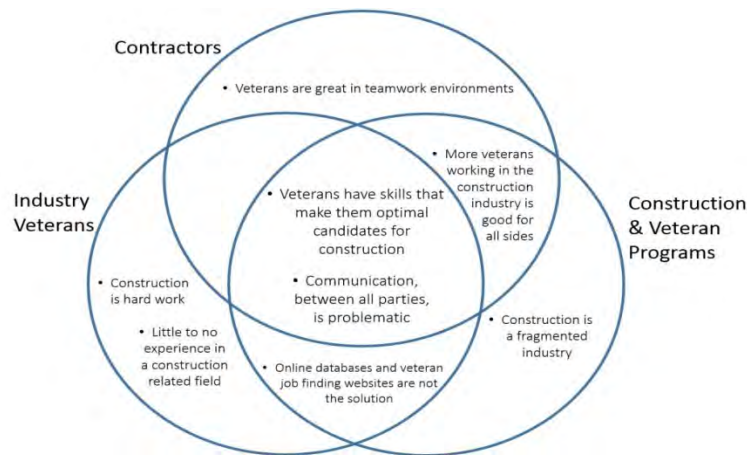 Contractors
• Veterans are great in teamwork environments
• More veterans
working in the
construction
industry is
good for
all sides
Industry
Veterans
• Veterans have skills that
make them optimal
candidates for
construction
Construction
& Veteran
Programs
• Communication,
between all parties,
is problematic
• Construction
is hard work
• Little to no
experience in
a construction
related field
• Construction is
a fragmented
industry
• Online databases and veteran
job finding websites are not
the solution